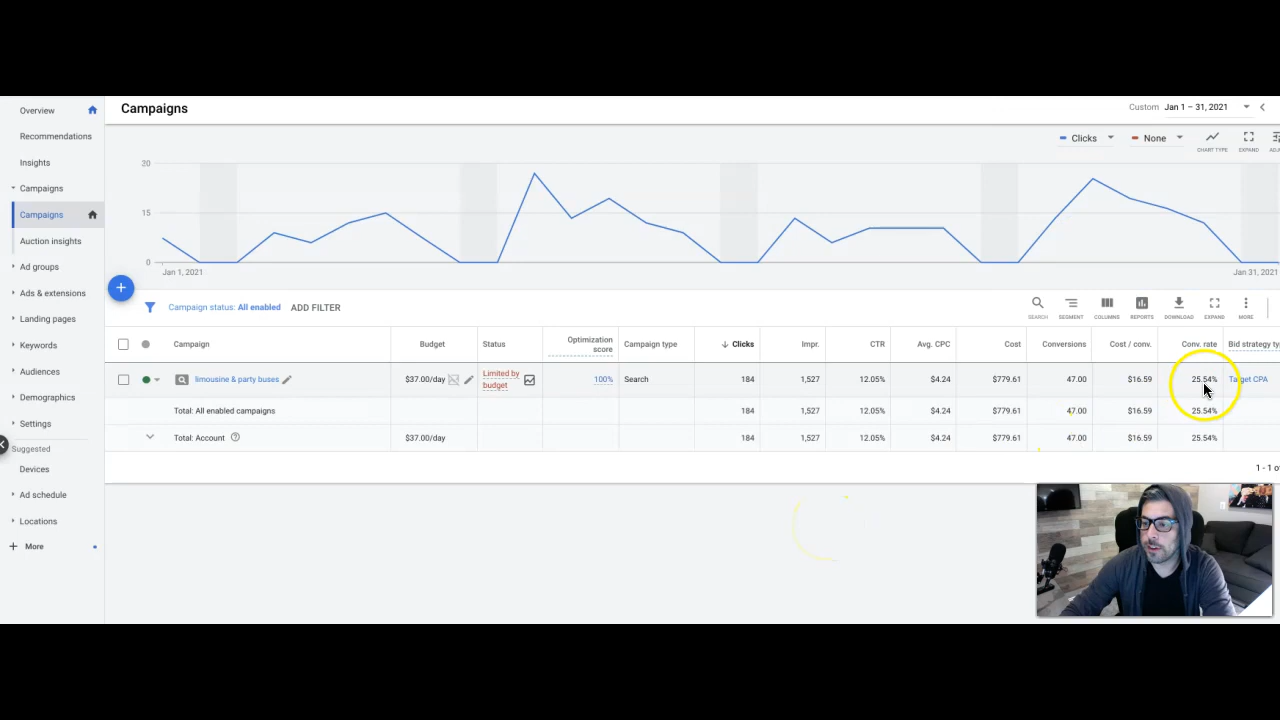 Overview
Campaigns
Custom Jan 1 – 31, 2021
Recommendations
Clicks
None
CHART TYPE
EXPAND
ADJ
Insights
20
Campaigns
Campaigns
15
Auction insights
Ad groups
0
Jan 1, 2021
Jan 31, 2021
Ads & extensions
Campaign status: All enabled ADD FILTER
SEARCH
SEGMENT
COLUMNS
REPORTS
DOWNLOAD
EXPAND
MORE
Landing pages
Keywords
Campaign
Budget
Status
Optimization
score
Campaign type
Clicks
Impr.
CTR
Avg. CPC
Cost
Conversions
Cost / conv.
Conv. rate
Bid strategy ty
Audiences
limousine & party buses
$37.00/day
Limited by
budget
100%
Search
184
1,527
12.05%
$4.24
$779.61
47.00
$16.59
25.54%
Target CPA
Demographics
Total: All enabled campaigns
184
1,527
12.05%
$4.24
$779.61
47.00
$16.59
25.54%
Settings
Total: Account
$37.00/day
184
1,527
12.05%
$4.24
$779.61
47.00
$16.59
25.54%
Suggested
Devices
1 - 1 o
Ad schedule
Locations
More